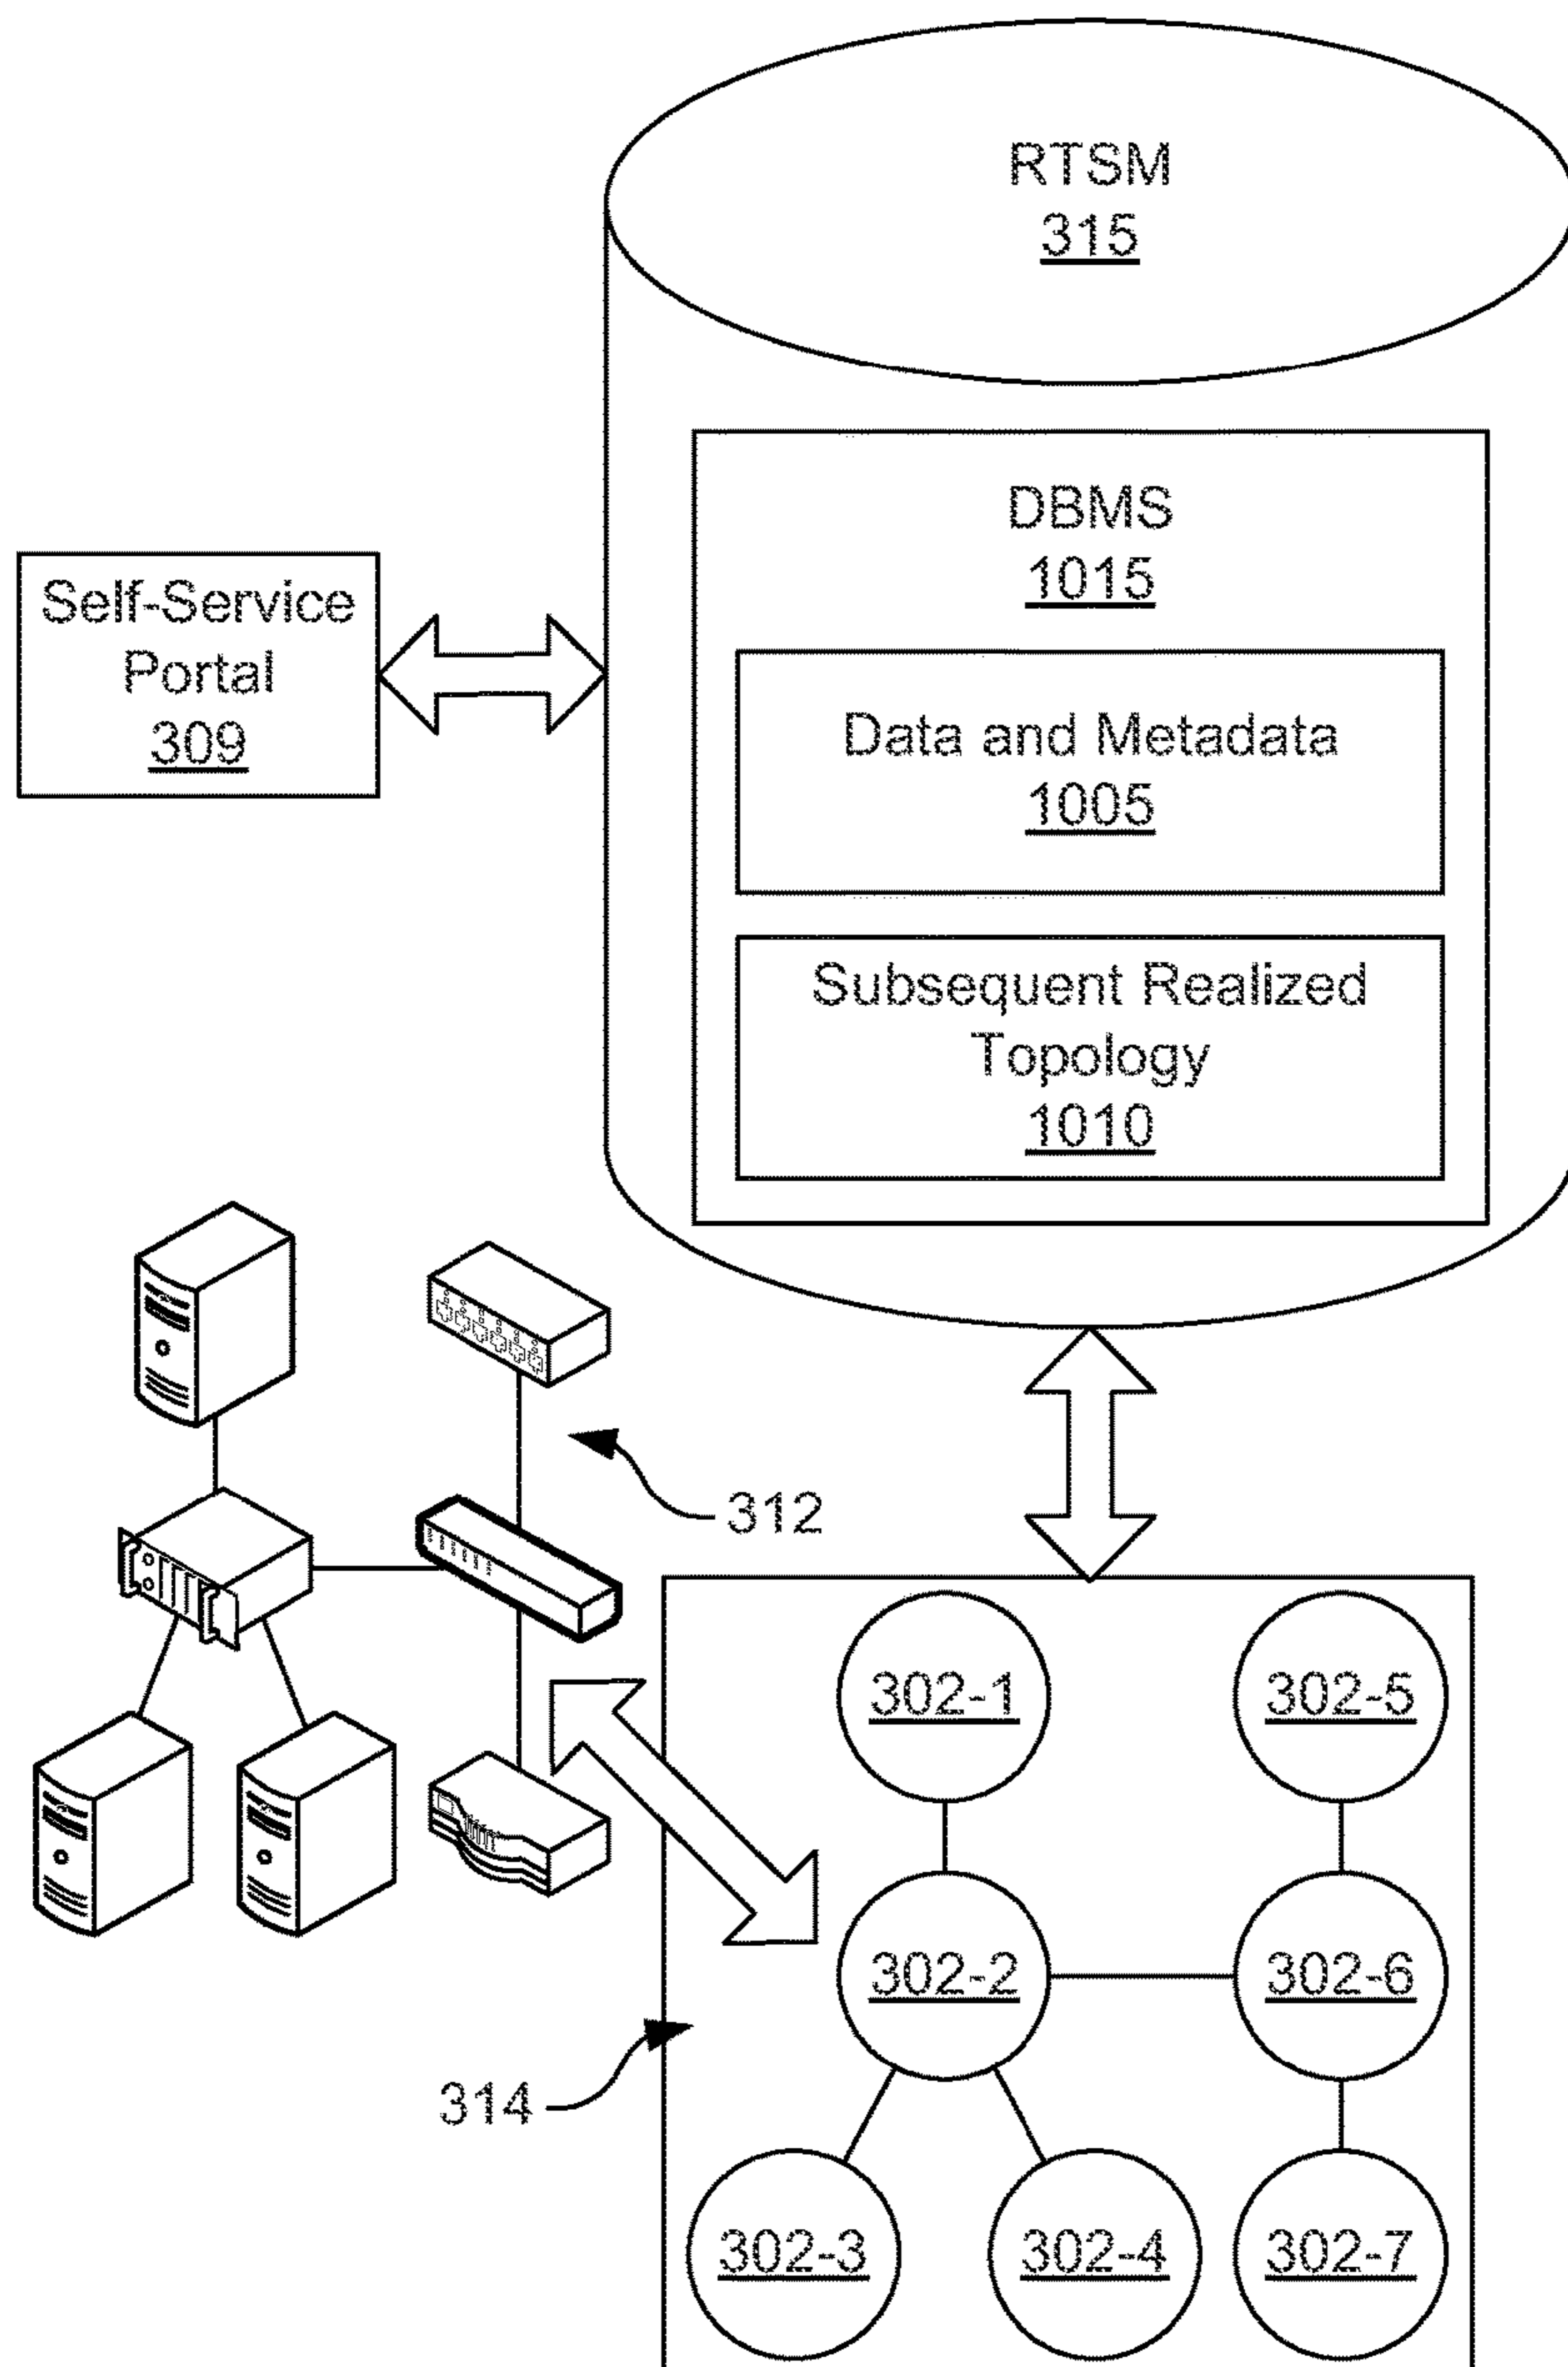 RTSM
315
DBMS
1015
Self-Service
Portal
309
Data and Metadata
1005
Subsequent Realized
Topology
1010
312
302-1
302-5
302-2
302-6
314
302-3
302-4
302-7